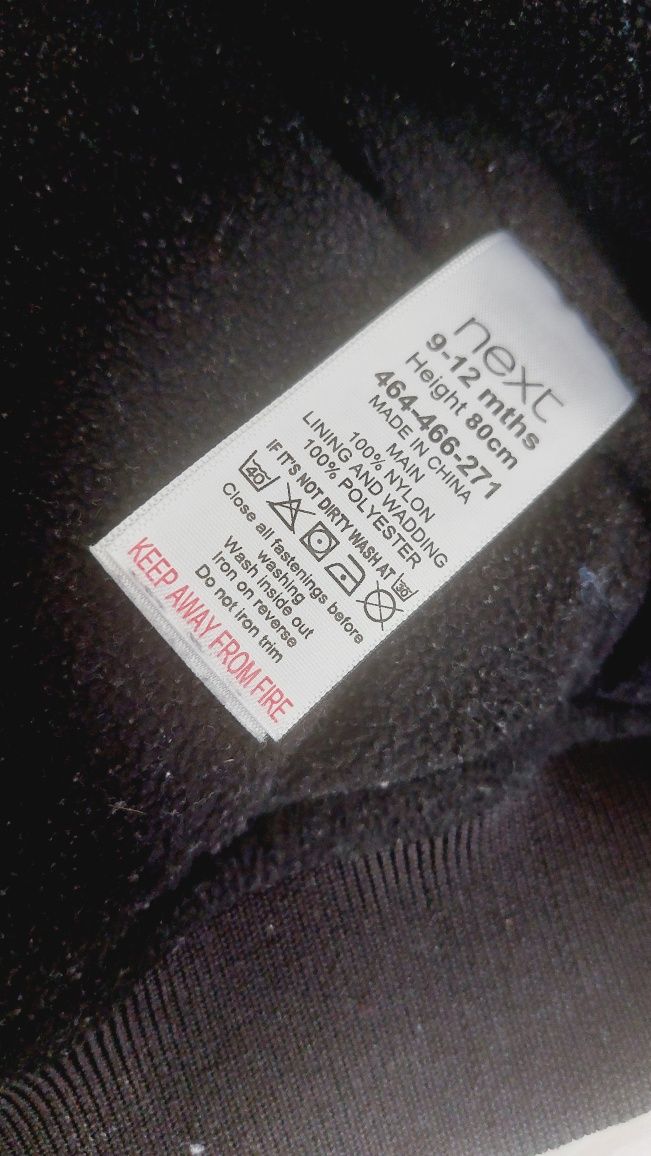 next
9-12 mths
Height 80cm
464-466-271
MADE IN CHINA
MAIN
100% NYLON
LINING AND WADDING
100% POLYESTER
IF IT'S NOT DIRTY WASH AT 30
40
Close all fastenings before
washing
Wash inside out
Iron on reverse
Do not iron trim
KEEP AWAY FROM FIRE